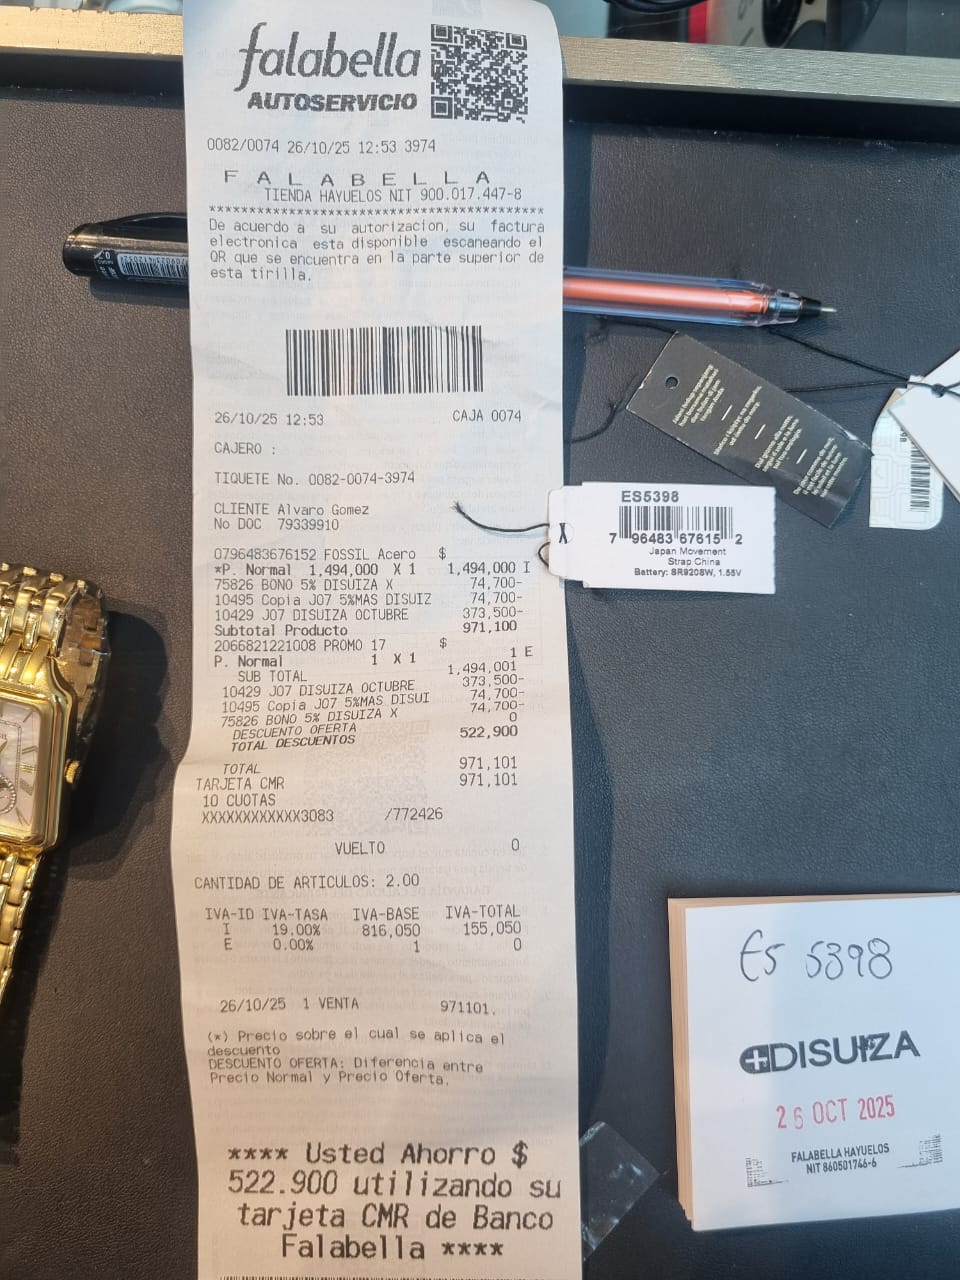 falabella
AUTOSERVICIO
0082/0074 26/10/25 12:53 3974
F A L A B E L L A
TIENDA HAYUELOS NIT 900.017.447-8
******************************************
De acuerdo a su autorizacion, su factura
electronica esta disponible escaneando el
QR que se encuentra en la parte superior de
esta tirilla.
26/10/25 12:53 CAJA 0074
CAJERO :
TIQUETE No. 0082-0074-3974
CLIENTE Alvaro Gomez
No DOC 79339910
0796483676152 FOSSIL Acero $
*P. Normal 1,494,000 X 1 1,494,000 I
75826 BONO 5% DISUIZA X 74,700-
10495 Copia J07 5%MAS DISUIZ 74,700-
10429 J07 DISUIZA OCTUBRE 373,500-
Subtotal Producto 971,100
2066821221008 PROMO 17 $
P. Normal 1 X 1 1 E
SUB TOTAL 1,494,001
10429 J07 DISUIZA OCTUBRE 373,500-
10495 Copia J07 5%MAS DISUI 74,700-
75826 BONO 5% DISUIZA X 74,700-
DESCUENTO OFERTA 0
TOTAL DESCUENTOS 522,900
TOTAL 971,101
TARJETA CMR 971,101
10 CUOTAS
XXXXXXXXXXXX3083 /772426
VUELTO 0
CANTIDAD DE ARTICULOS: 2.00
IVA-ID IVA-TASA IVA-BASE IVA-TOTAL
I 19.00% 816,050 155,050
E 0.00% 1 0
26/10/25 1 VENTA 971101.
(*) Precio sobre el cual se aplica el
descuento
DESCUENTO OFERTA: Diferencia entre
Precio Normal y Precio Oferta.
**** Usted Ahorro $
522.900 utilizando su
tarjeta CMR de Banco
Falabella ****
ES5398
X
7 96483 67615 2
Japan Movement
Strap China
Battery: SR920SW, 1.55V
ES 5398
DISUIZA
26 OCT 2025
FALABELLA HAYUELOS
NIT 860501746-6